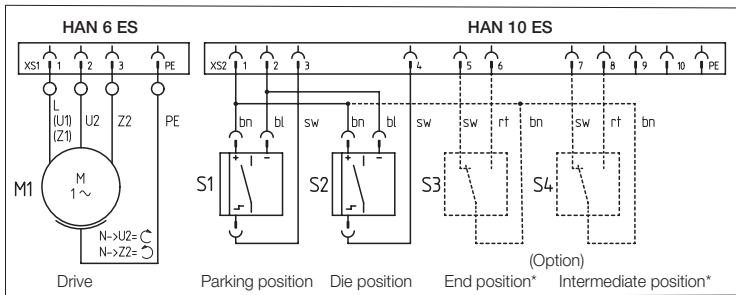 HAN 6 ES
HAN 10 ES
XS1 1 2 3 PE
XS2 1 2 3 4 5 6 7 8 9 10 PE
L
(U1) U2 Z2 PE
(Z1)
bn bl sw bn bl sw sw rt bn sw rt bn
+ − + −
M1 M
1~
S1 S2 S3 S4
N->U2=
N->Z2=
(Option)
Drive Parking position Die position End position* Intermediate position*